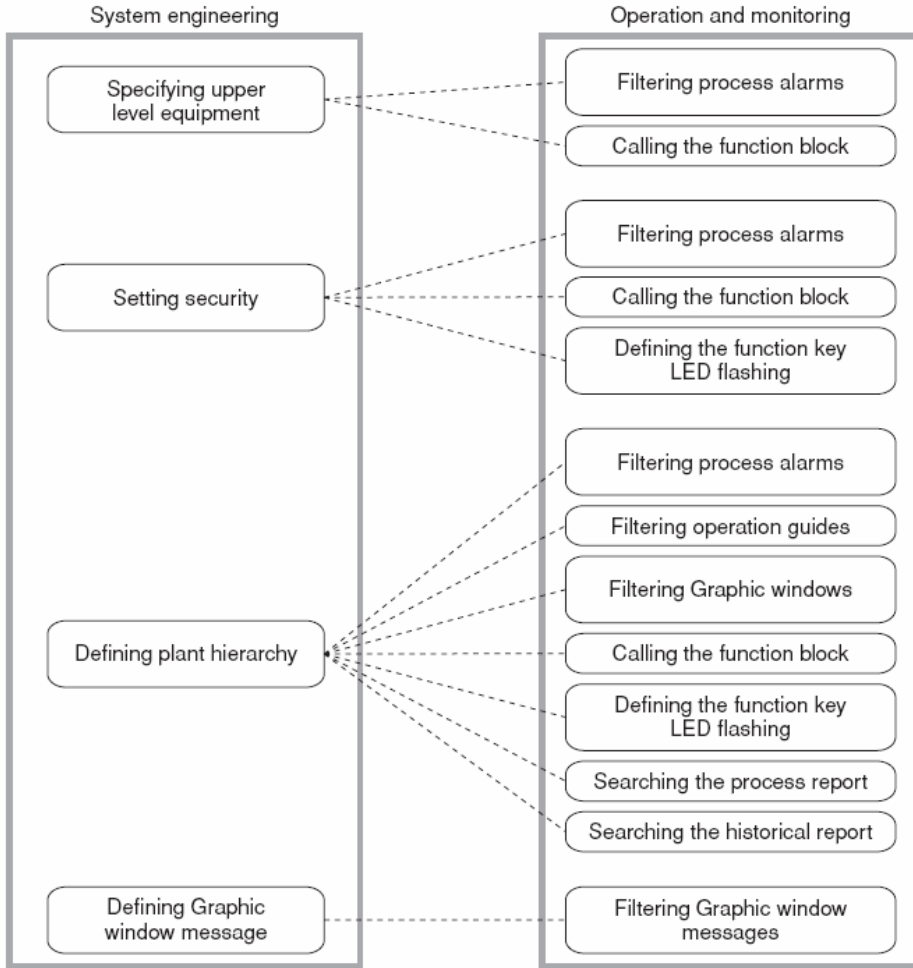 System engineering
Operation and monitoring
Specifying upper
level equipment
Filtering process alarms
Calling the function block
Setting security
Filtering process alarms
Calling the function block
Defining the function key
LED flashing
Defining plant hierarchy
Filtering process alarms
Filtering operation guides
Filtering Graphic windows
Calling the function block
Defining the function key
LED flashing
Searching the process report
Searching the historical report
Defining Graphic
window message
Filtering Graphic window
messages